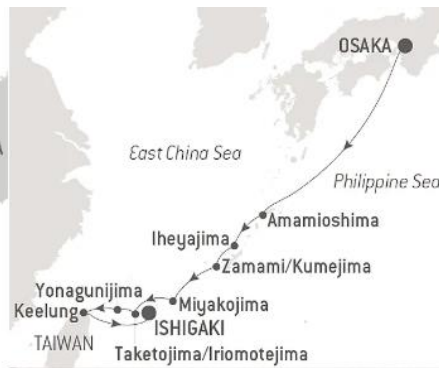 OSAKA
East China Sea
Philippine Sea
Amamioshima
Iheyajima
Zamami/Kumejima
Yonagunijima
Miyakojima
Keelung
ISHIGAKI
TAIWAN
Taketojima/Iriomotejima